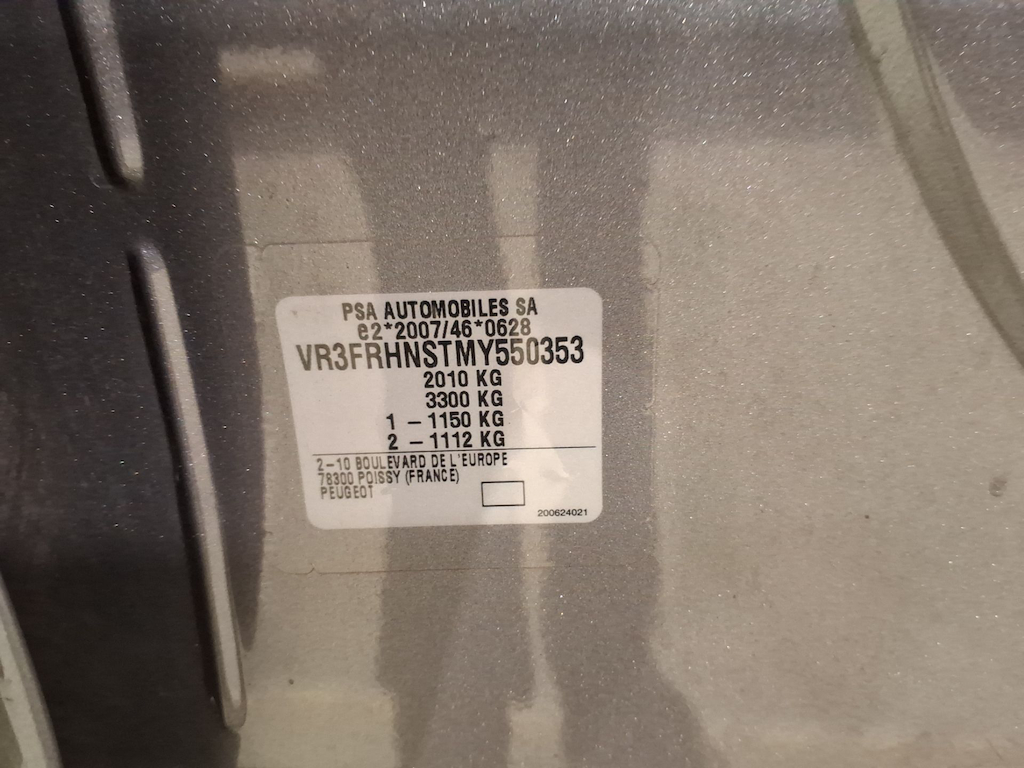 PSA AUTOMOBILES SA
e2*2007/46*0628
VR3FRHNSTMY550353
2010 KG
3300 KG
1 - 1150 KG
2 - 1112 KG
2-10 BOULEVARD DE L'EUROPE
78300 POISSY (FRANCE)
PEUGEOT
200624021